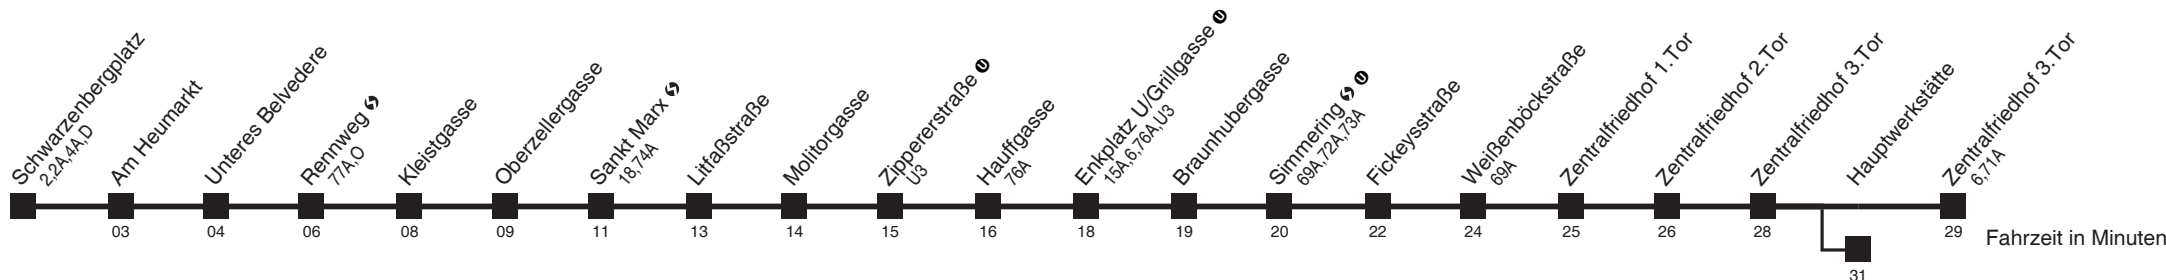 Schwarzenbergplatz
2,2A,4A,D
Am Heumarkt
03
Unteres Belvedere
04
Rennweg
77A,O
06
Kleistgasse
08
Oberzellergasse
09
Sankt Marx
18,74A
11
Litfaßstraße
13
Molitorgasse
14
Zippererstraße U
U3
15
Hauffgasse
76A
16
Enkplatz U/Grillgasse U
15A,6,76A,U3
18
Braunhubergasse
19
Simmering U
69A,72A,73A
20
Fickeysstraße
22
Weißenböckstraße
69A
24
Zentralfriedhof 1.Tor
25
Zentralfriedhof 2.Tor
26
Zentralfriedhof 3.Tor
28
Hauptwerkstätte
31
Zentralfriedhof 3.Tor
6,71A
29
Fahrzeit in Minuten